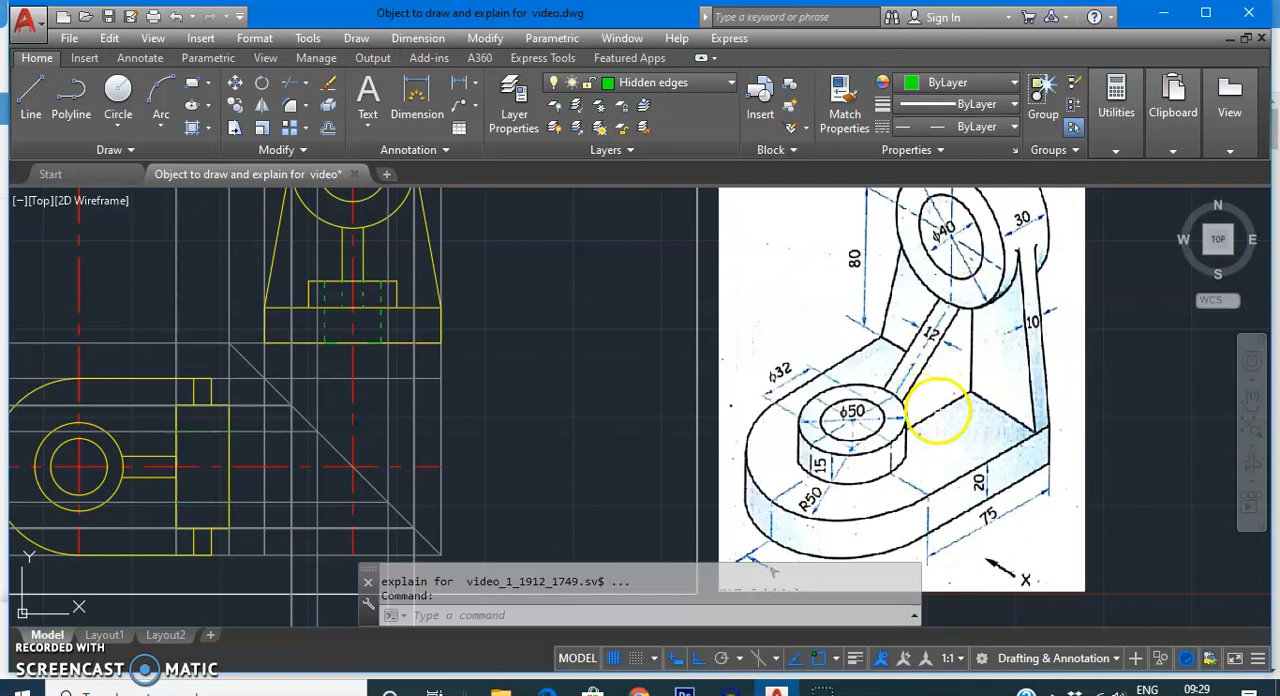 Object to draw and explain for video.dwg
Type a keyword or phrase
Sign In
File Edit View Insert Format Tools Draw Dimension Modify Parametric Window Help Express
Home Insert Annotate Parametric View Manage Output Add-ins A360 Express Tools Featured Apps
Hidden edges
ByLayer
ByLayer
ByLayer
Line Polyline Circle Arc
Text Dimension
Layer Properties
Insert
Match Properties
Group
Utilities
Clipboard
View
Draw Modify Annotation Layers Block Properties Groups
Start
Object to draw and explain for video*
[−][Top][2D Wireframe]
N
W TOP E
S
WCS
ϕ40
30
80
12
10
ϕ32
ϕ50
15
R50
20
75
X
Y
X
explain for video_1_1912_1749.sv$ ...
Command:
Type a command
Model Layout1 Layout2
RECORDED WITH
SCREENCAST MATIC
MODEL
1:1
Drafting & Annotation
ENG
09:29